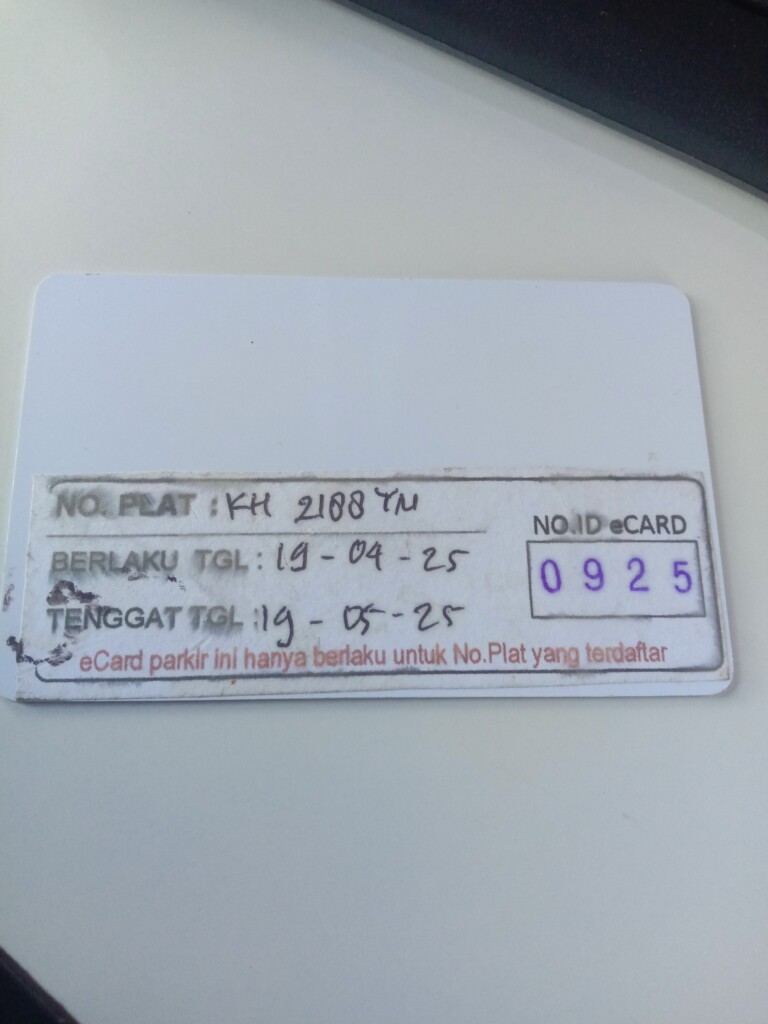 NO. PLAT : KH 2188 YM
BERLAKU TGL : 19-04-25
TENGGAT TGL : 19-05-25
NO.ID eCARD
0925
eCard parkir ini hanya berlaku untuk No.Plat yang terdaftar